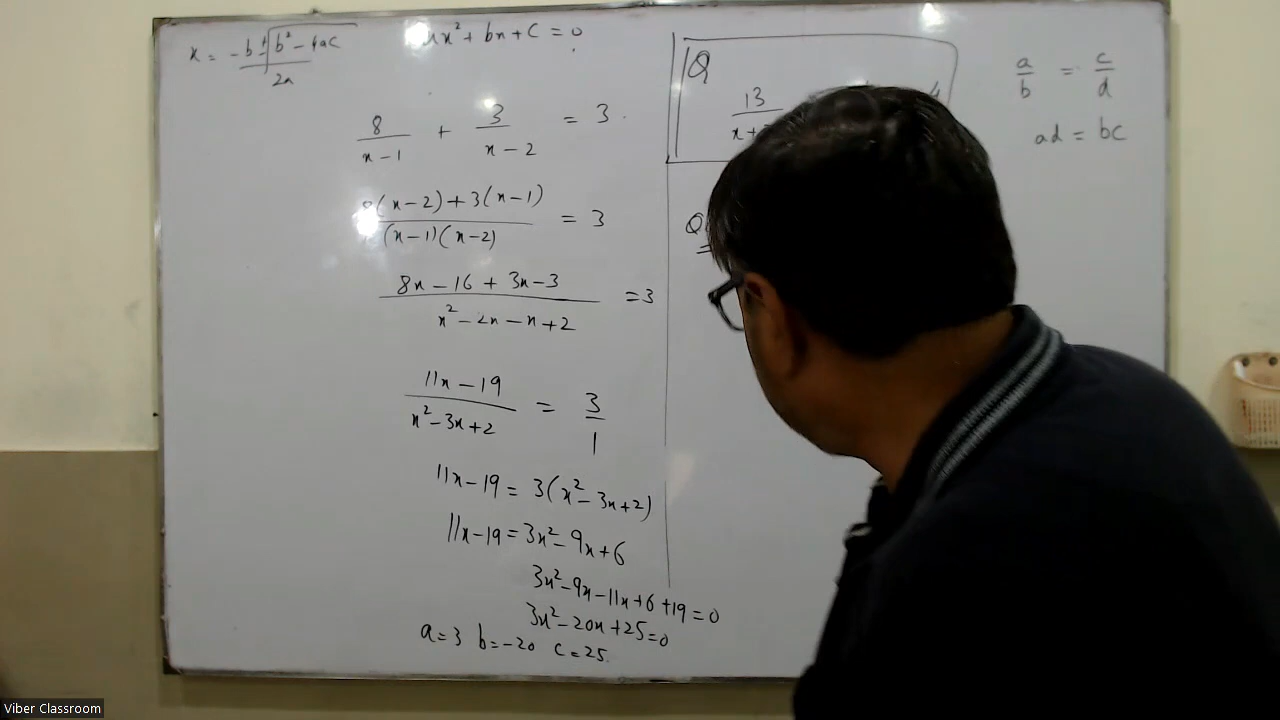 x = -b ± √b² - 4ac / 2a
x² + bx + c = 0
8/(x-1) + 3/(x-2) = 3
(x-2) + 3(x-1) / (x-1)(x-2) = 3
8x - 16 + 3x - 3 / x² - 2x - x + 2 = 3
11x - 19 / x² - 3x + 2 = 3/1
11x - 19 = 3(x² - 3x + 2)
11x - 19 = 3x² - 9x + 6
3x² - 9x - 11x + 6 + 19 = 0
3x² - 20x + 25 = 0
a = 3 b = -20 c = 25
Q
13
x+
Q
a/b = c/d
ad = bc
Viber Classroom